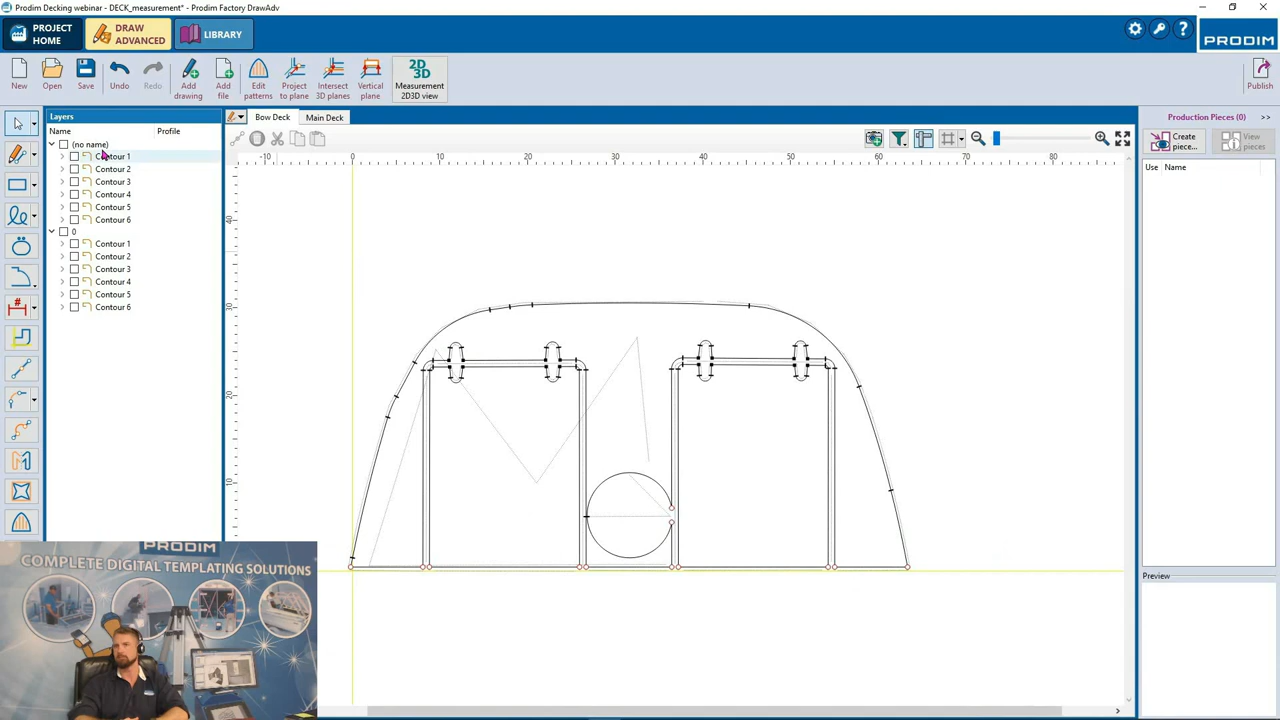 Prodim Decking webinar - DECK_measurement* - Prodim Factory DrawAdv
PROJECT HOME
DRAW ADVANCED
LIBRARY
PRODIM
New
Open
Save
Undo
Redo
Add drawing
Add file
Edit patterns
Project to plane
Intersect 3D planes
Vertical plane
2D 3D
Measurement 2D3D view
Publish
Layers
Name Profile
(no name)
Contour 1
Contour 2
Contour 3
Contour 4
Contour 5
Contour 6
0
Contour 1
Contour 2
Contour 3
Contour 4
Contour 5
Contour 6
Bow Deck Main Deck
-10 0 10 20 30 40 50 60 70 80
40
30
20
10
Production Pieces (0) >>
Create piece...
View pieces
Use Name
Preview
PRODIM
COMPLETE DIGITAL TEMPLATING SOLUTIONS